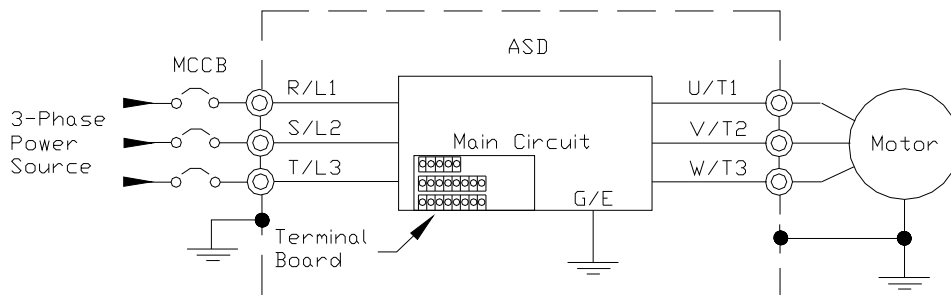 ASD
MCCB
R/L1
U/T1
3-Phase
Power
Source
S/L2
V/T2
Main Circuit
Motor
T/L3
W/T3
G/E
Terminal
Board